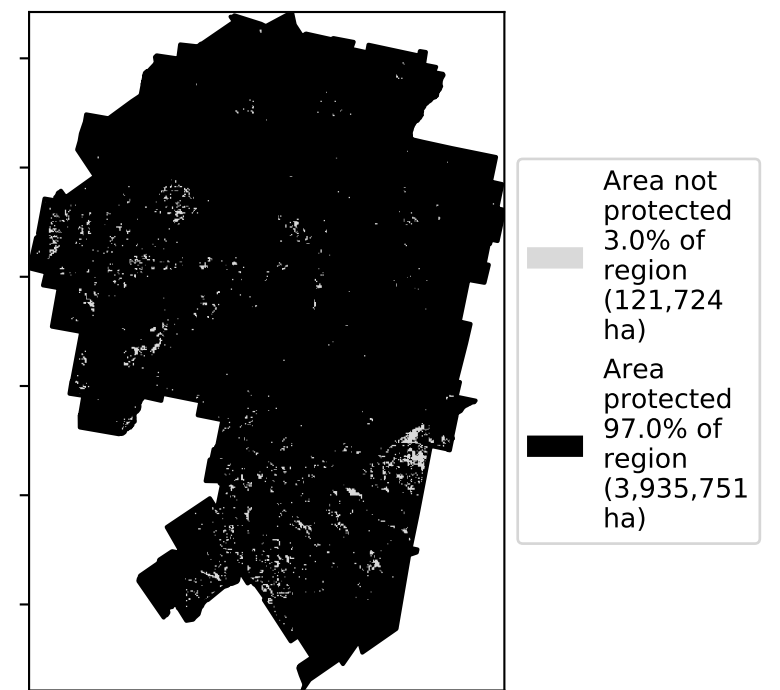 Area not
protected
3.0% of
region
(121,724
ha)
Area
protected
97.0% of
region
(3,935,751
ha)